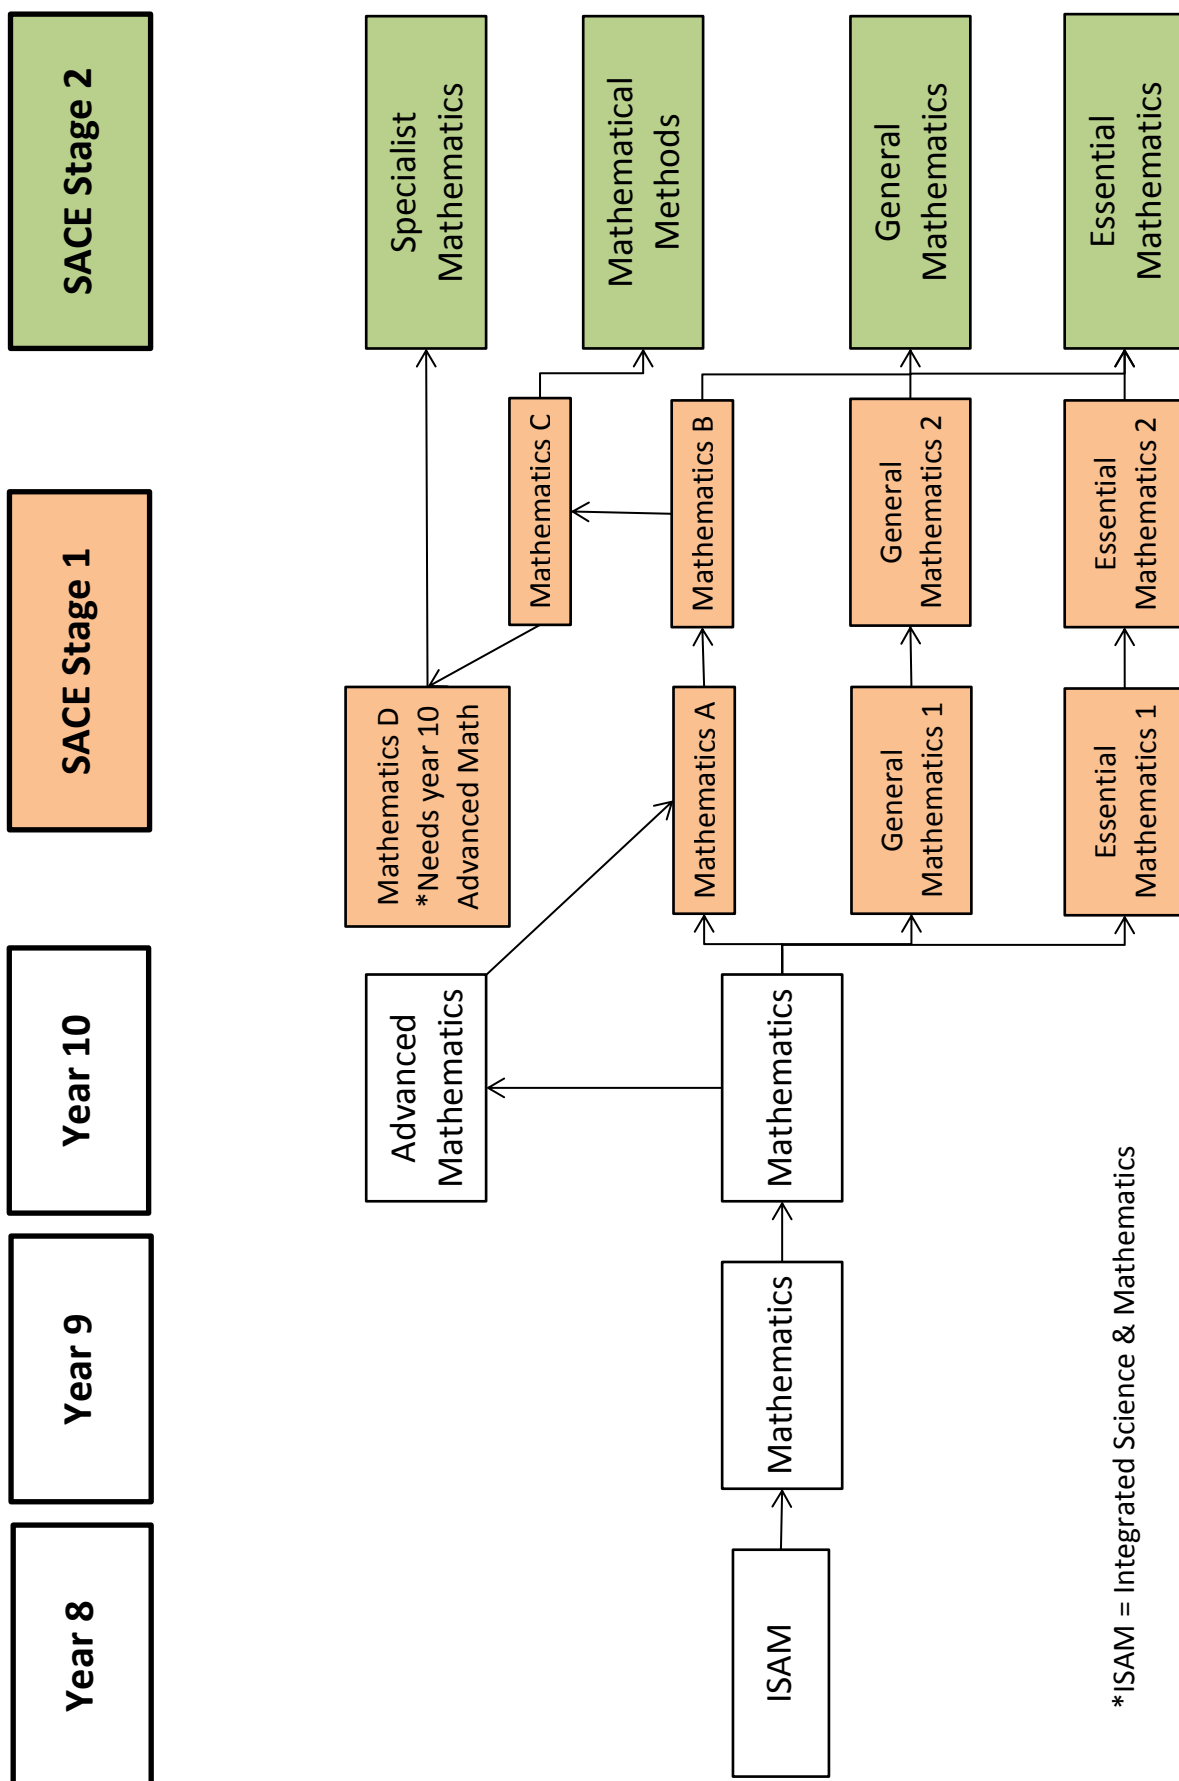 Year 8
Year 9
Year 10
SACE Stage 1
SACE Stage 2
Advanced
Mathematics
Mathematics D
*Needs year 10
Advanced Math
Specialist
Mathematics
Mathematics C
Mathematical
Methods
ISAM
Mathematics
Mathematics
Mathematics A
Mathematics B
General
Mathematics 1
General
Mathematics 2
General
Mathematics
Essential
Mathematics 1
Essential
Mathematics 2
Essential
Mathematics
*ISAM = Integrated Science & Mathematics